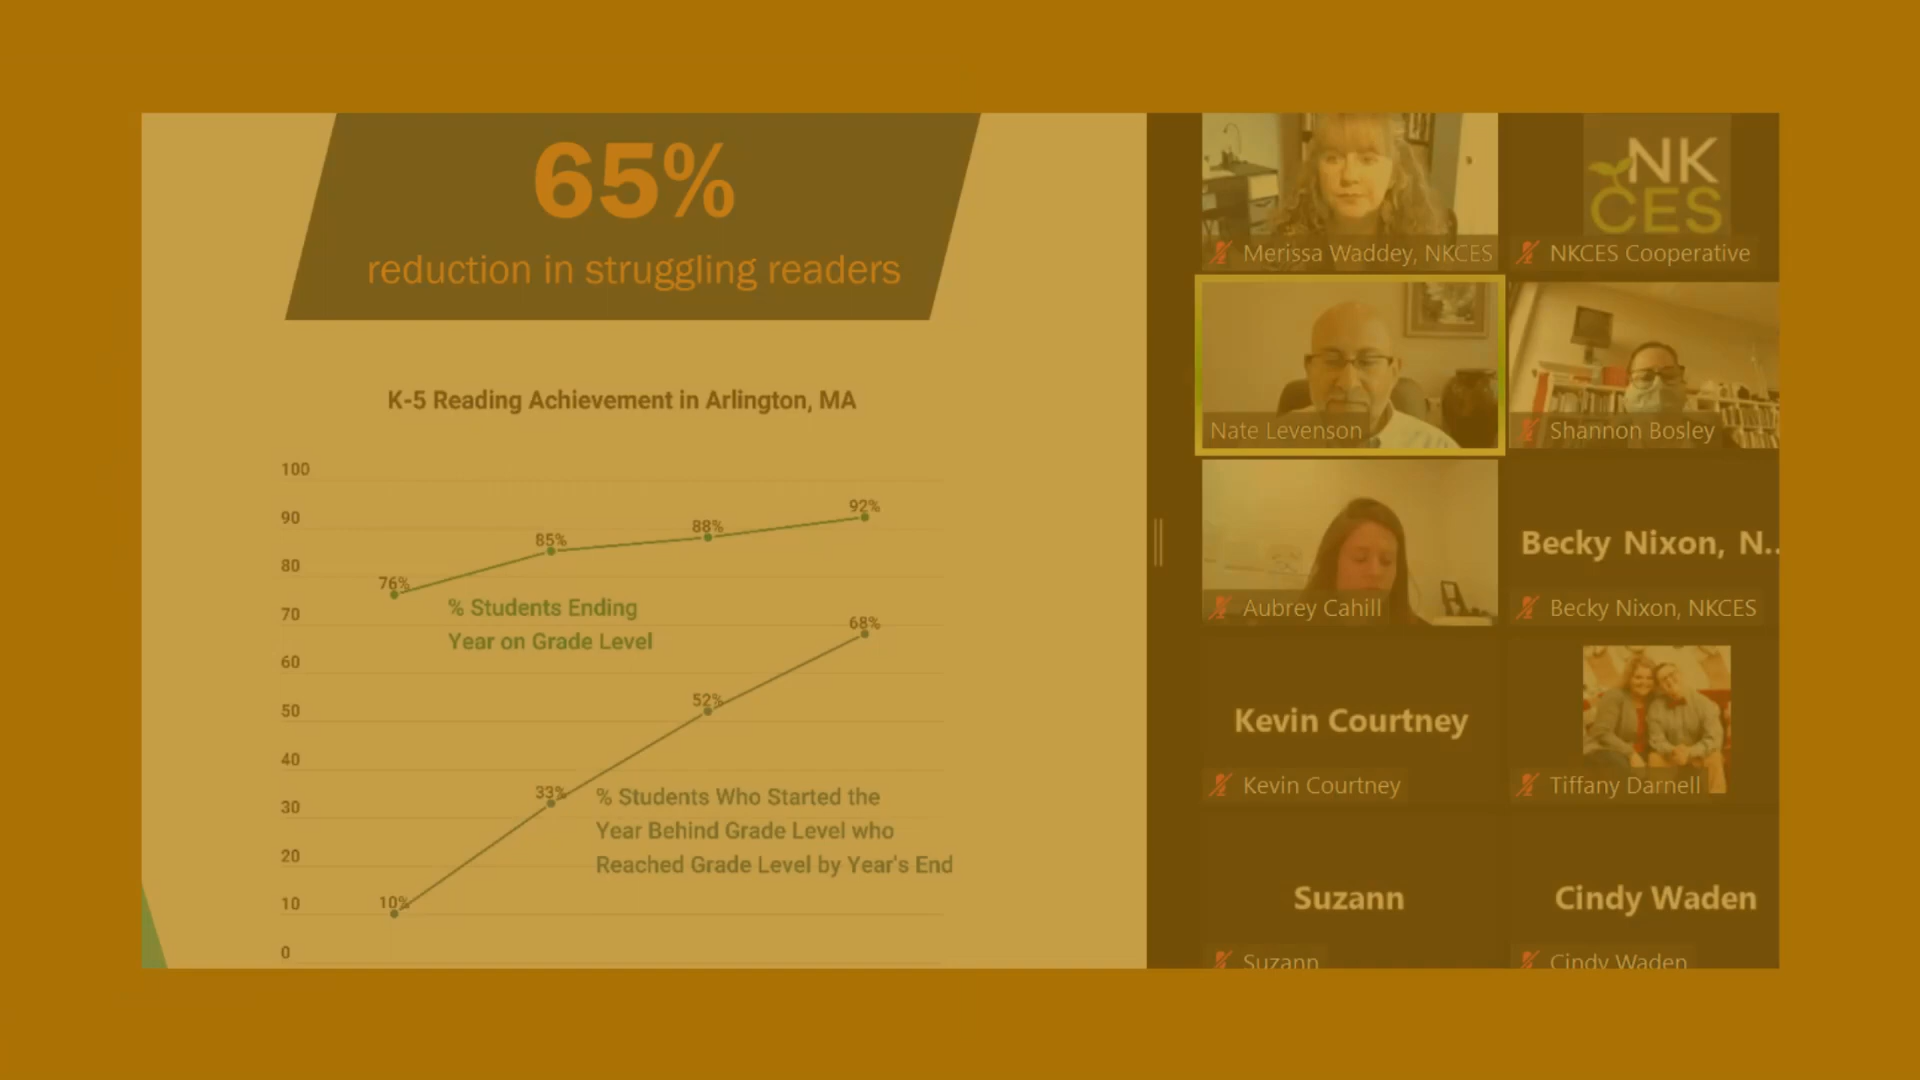 65%
reduction in struggling readers
K-5 Reading Achievement in Arlington, MA
100
90
80
70
60
50
40
30
20
10
0
76%
85%
88%
92%
% Students Ending
Year on Grade Level
10%
33%
52%
68%
% Students Who Started the
Year Behind Grade Level who
Reached Grade Level by Year's End
Merissa Waddey, NKCES
NK
CES
NKCES Cooperative
Nate Levenson
Shannon Bosley
Aubrey Cahill
Becky Nixon, N...
Becky Nixon, NKCES
Kevin Courtney
Kevin Courtney
Tiffany Darnell
Suzann
Suzann
Cindy Waden
Cindy Waden